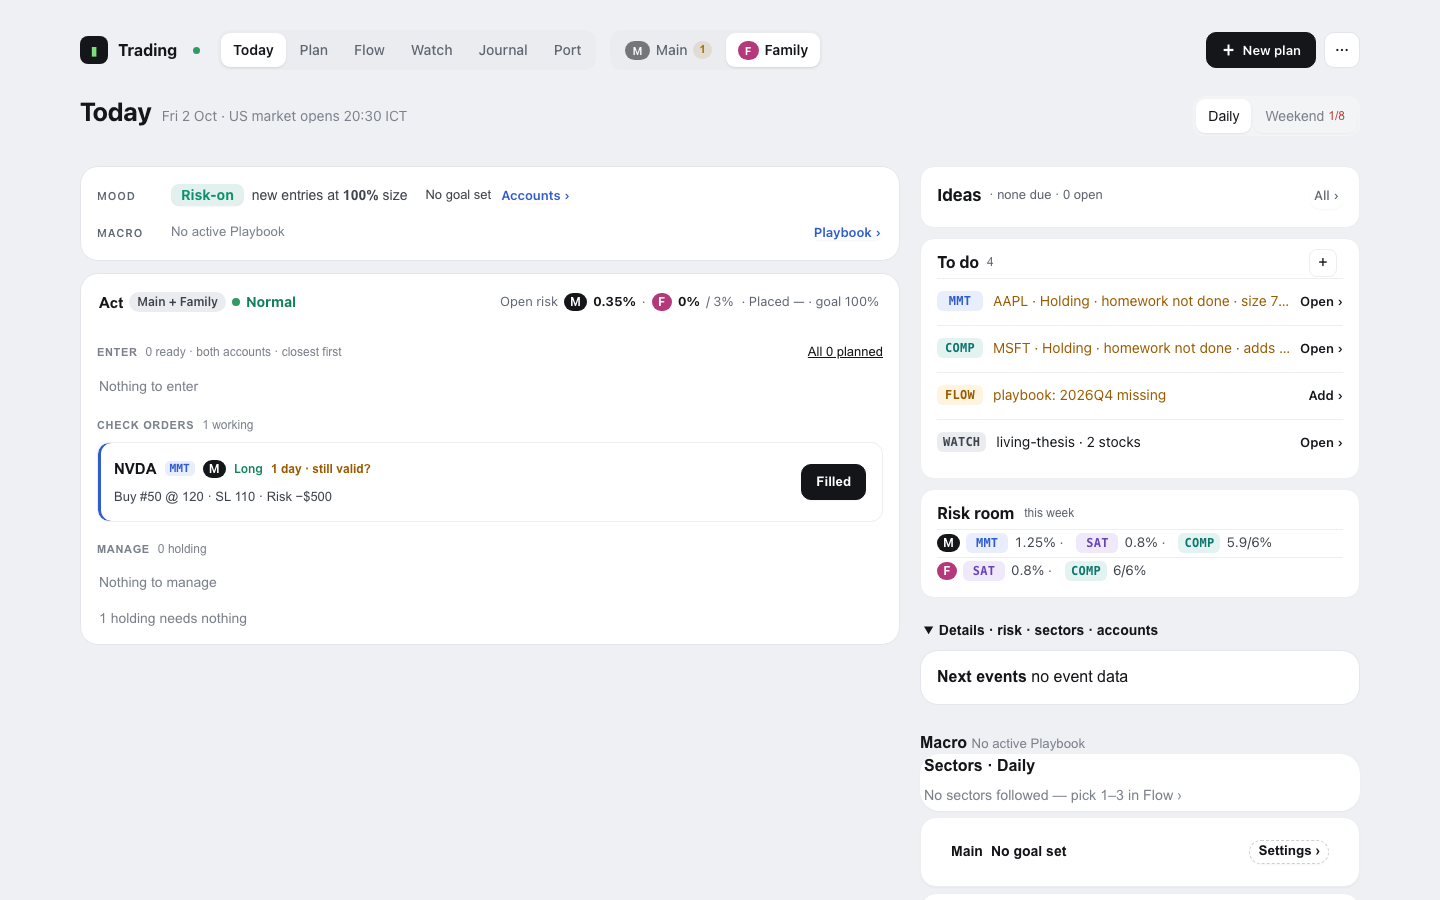 Trading Today Plan Flow Watch Journal Port M Main 1 F Family + New plan ...
Today Fri 2 Oct · US market opens 20:30 ICT Daily Weekend 1/8
MOOD Risk-on new entries at 100% size No goal set Accounts ›
MACRO No active Playbook Playbook ›
Act Main + Family Normal Open risk M 0.35% · F 0% / 3% · Placed — · goal 100%
ENTER 0 ready · both accounts · closest first All 0 planned
Nothing to enter
CHECK ORDERS 1 working
NVDA MMT M Long 1 day · still valid?
Buy #50 @ 120 · SL 110 · Risk −$500
Filled
MANAGE 0 holding
Nothing to manage
1 holding needs nothing
Ideas · none due · 0 open All ›
To do 4 +
MMT AAPL · Holding · homework not done · size 7... Open ›
COMP MSFT · Holding · homework not done · adds ... Open ›
FLOW playbook: 2026Q4 missing Add ›
WATCH living-thesis · 2 stocks Open ›
Risk room this week
M MMT 1.25% · SAT 0.8% · COMP 5.9/6%
F SAT 0.8% · COMP 6/6%
▼ Details · risk · sectors · accounts
Next events no event data
Macro No active Playbook
Sectors · Daily
No sectors followed — pick 1–3 in Flow ›
Main No goal set Settings ›